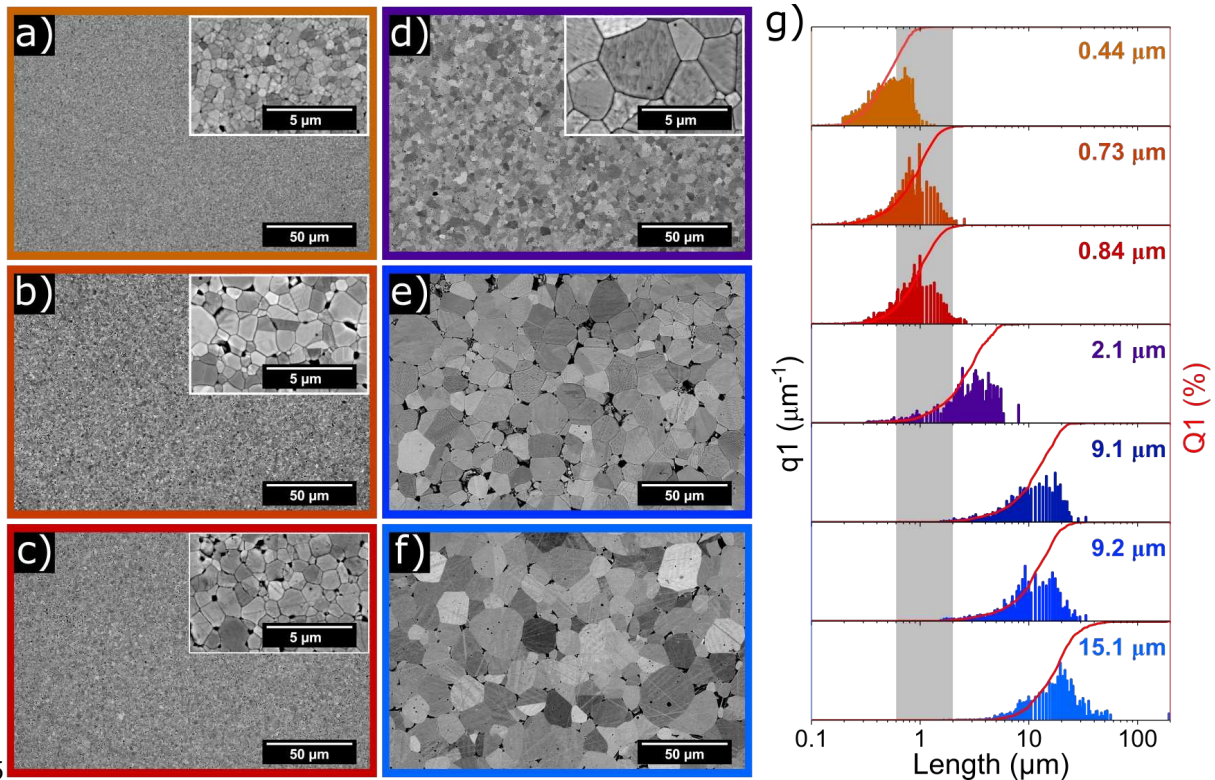 a)
5 µm
50 µm
b)
5 µm
50 µm
c)
5 µm
50 µm
d)
5 µm
50 µm
e)
50 µm
f)
50 µm
g)
0.44 µm
0.73 µm
0.84 µm
2.1 µm
9.1 µm
9.2 µm
15.1 µm
q1 (µm⁻¹)
Q1 (%)
0.1 1 10 100
Length (µm)